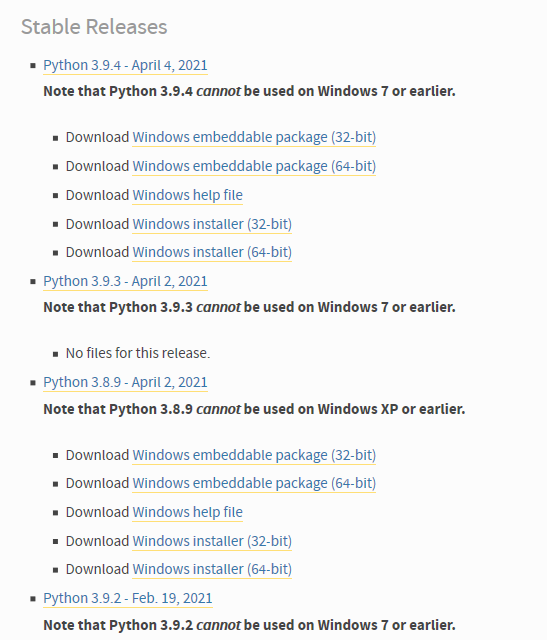 Stable Releases
Python 3.9.4 - April 4, 2021
Note that Python 3.9.4 cannot be used on Windows 7 or earlier.
Download Windows embeddable package (32-bit)
Download Windows embeddable package (64-bit)
Download Windows help file
Download Windows installer (32-bit)
Download Windows installer (64-bit)
Python 3.9.3 - April 2, 2021
Note that Python 3.9.3 cannot be used on Windows 7 or earlier.
No files for this release.
Python 3.8.9 - April 2, 2021
Note that Python 3.8.9 cannot be used on Windows XP or earlier.
Download Windows embeddable package (32-bit)
Download Windows embeddable package (64-bit)
Download Windows help file
Download Windows installer (32-bit)
Download Windows installer (64-bit)
Python 3.9.2 - Feb. 19, 2021
Note that Python 3.9.2 cannot be used on Windows 7 or earlier.